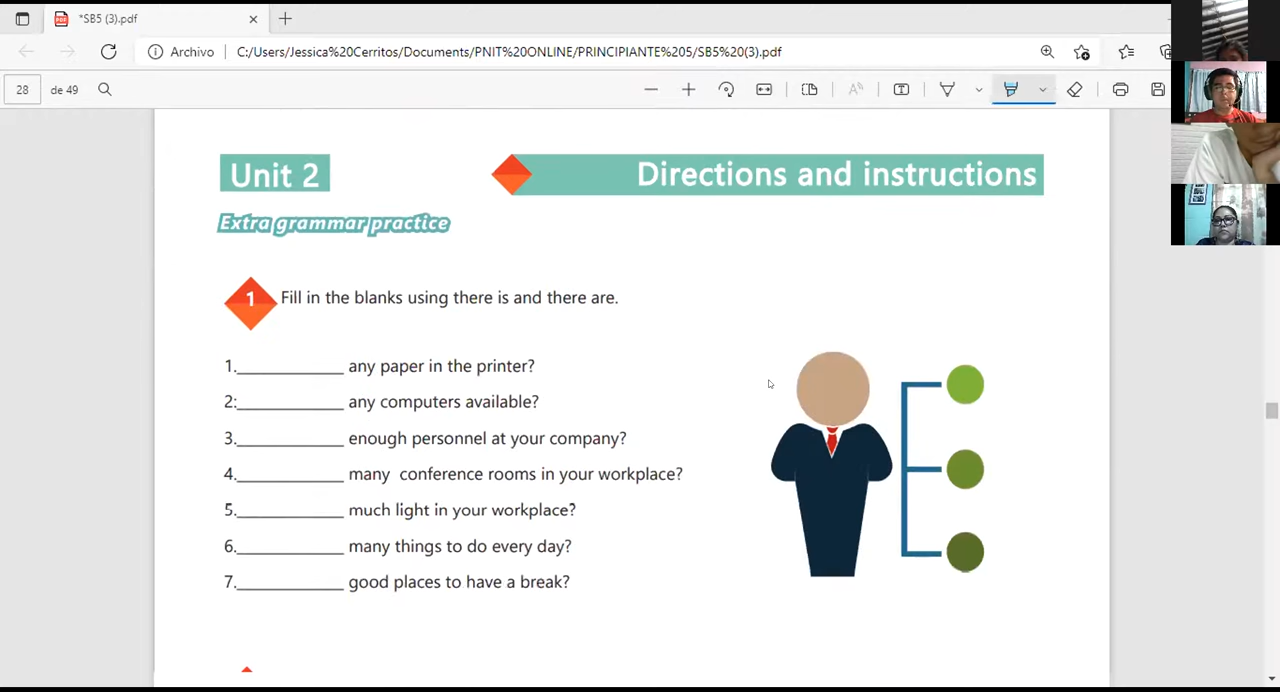 *SB5 (3).pdf
Archivo
C:/Users/Jessica%20Cerritos/Documents/PNIT%20ONLINE/PRINCIPIANTE%205/SB5%20(3).pdf
28 de 49
Unit 2
Directions and instructions
Extra grammar practice
1 Fill in the blanks using there is and there are.
1.____________ any paper in the printer?
2:____________ any computers available?
3.____________ enough personnel at your company?
4.____________ many conference rooms in your workplace?
5.____________ much light in your workplace?
6.____________ many things to do every day?
7.____________ good places to have a break?